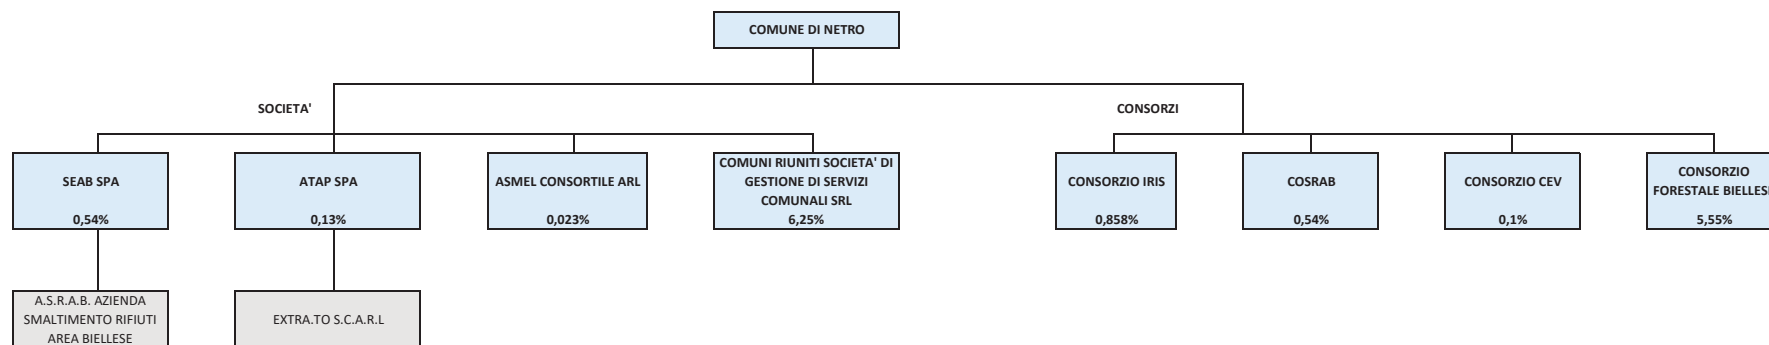 COMUNE DI NETRO
SOCIETA'
CONSORZI
SEAB SPA
0,54%
ATAP SPA
0,13%
ASMEL CONSORTILE ARL
0,023%
COMUNI RIUNITI SOCIETA' DI
GESTIONE DI SERVIZI
COMUNALI SRL
6,25%
CONSORZIO IRIS
0,858%
COSRAB
0,54%
CONSORZIO CEV
0,1%
CONSORZIO
FORESTALE BIELLESE
5,55%
A.S.R.A.B. AZIENDA
SMALTIMENTO RIFIUTI
AREA BIELLESE
EXTRA.TO S.C.A.R.L